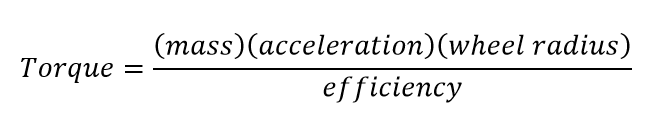 Torque = (mass)(acceleration)(wheel radius)
efficiency